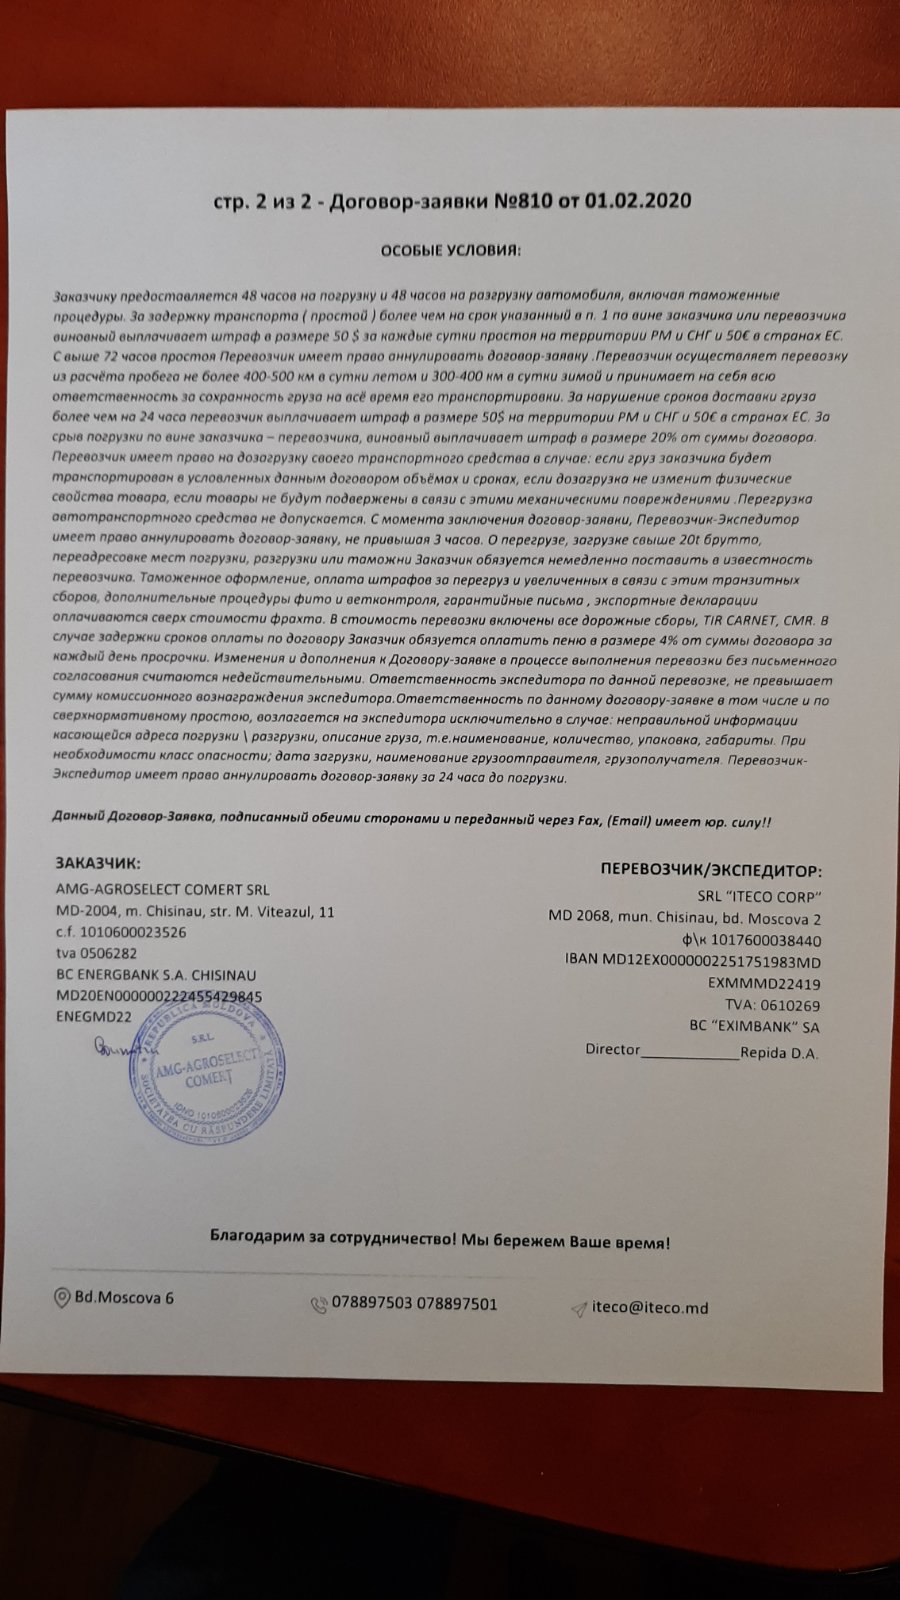 стр. 2 из 2 - Договор-заявки №810 от 01.02.2020
ОСОБЫЕ УСЛОВИЯ:
Заказчику предоставляется 48 часов на погрузку и 48 часов на разгрузку автомобиля, включая таможенные
процедуры. За задержку транспорта ( простой ) более чем на срок указанный в п. 1 по вине заказчика или перевозчика
виновный выплачивает штраф в размере 50 $ за каждые сутки простоя на территории РМ и СНГ и 50€ в странах ЕС.
С выше 72 часов простоя Перевозчик имеет право аннулировать договор-заявку .Перевозчик осуществляет перевозку
из расчёта пробега не более 400-500 км в сутки летом и 300-400 км в сутки зимой и принимает на себя всю
ответственность за сохранность груза на всё время его транспортировки. За нарушение сроков доставки груза
более чем на 24 часа перевозчик выплачивает штраф в размере 50$ на территории РМ и СНГ и 50€ в странах ЕС. За
срыв погрузки по вине заказчика – перевозчика, виновный выплачивает штраф в размере 20% от суммы договора.
Перевозчик имеет право на дозагрузку своего транспортного средства в случае: если груз заказчика будет
транспортирован в условленных данным договором объёмах и сроках, если дозагрузка не изменит физические
свойства товара, если товары не будут подвержены в связи с этими механическими повреждениями .Перегрузка
автотранспортного средства не допускается. С момента заключения договор-заявки, Перевозчик-Экспедитор
имеет право аннулировать договор-заявку, не привышая 3 часов. О перегрузе, загрузке свыше 20t брутто,
переадресовке мест погрузки, разгрузки или таможни Заказчик обязуется немедленно поставить в известность
перевозчика. Таможенное оформление, оплата штрафов за перегруз и увеличенных в связи с этим транзитных
сборов, дополнительные процедуры фито и ветконтроля, гарантийные письма , экспортные декларации
оплочиваются сверх стоимости фрахта. В стоимость перевозки включены все дорожные сборы, TIR CARNET, CMR. В
случае задержки сроков оплаты по договору Заказчик обязуется оплатить пеню в размере 4% от суммы договора за
каждый день просрочки. Изменения и дополнения к Договору-заявке в процессе выполнения перевозки без письменного
согласования считаются недействительными. Ответственность экспедитора по данной перевозке, не превышает
сумму комиссионного вознаграждения экспедитора.Ответственность по данному договору-заявке в том числе и по
сверхнормативному простою, возлагается на экспедитора исключительно в случае: неправильной информации
касающейся адреса погрузки \ разгрузки, описание груза, т.е.наименование, количество, упаковка, габариты. При
необходимости класс опасности; дата загрузки, наименование грузоотправителя, грузополучателя. Перевозчик-
Экспедитор имеет право аннулировать договор-заявку за 24 часа до погрузки.
Данный Договор-Заявка, подписанный обеими сторонами и переданный через Fax, (Email) имеет юр. силу!!
ЗАКАЗЧИК:
AMG-AGROSELECT COMERT SRL
MD-2004, m. Chisinau, str. M. Viteazul, 11
c.f. 1010600023526
tva 0506282
BC ENERGBANK S.A. CHISINAU
MD20EN000000222455429845
ENEGMD22
REPUBLICA MOLDOVA
S.R.L.
AMG-AGROSELECT
COMERŢ
IDNO 1010600023526
SOCIETATEA CU RĂSPUNDERE LIMITATĂ
ПЕРЕВОЗЧИК/ЭКСПЕДИТОР:
SRL “ITECO CORP”
MD 2068, mun. Chisinau, bd. Moscova 2
ф\к 1017600038440
IBAN MD12EX0000002251751983MD
EXMMMD22419
TVA: 0610269
BC “EXIMBANK” SA
Director____________Repida D.A.
Благодарим за сотрудничество! Мы бережем Ваше время!
Bd.Moscova 6
078897503 078897501
iteco@iteco.md